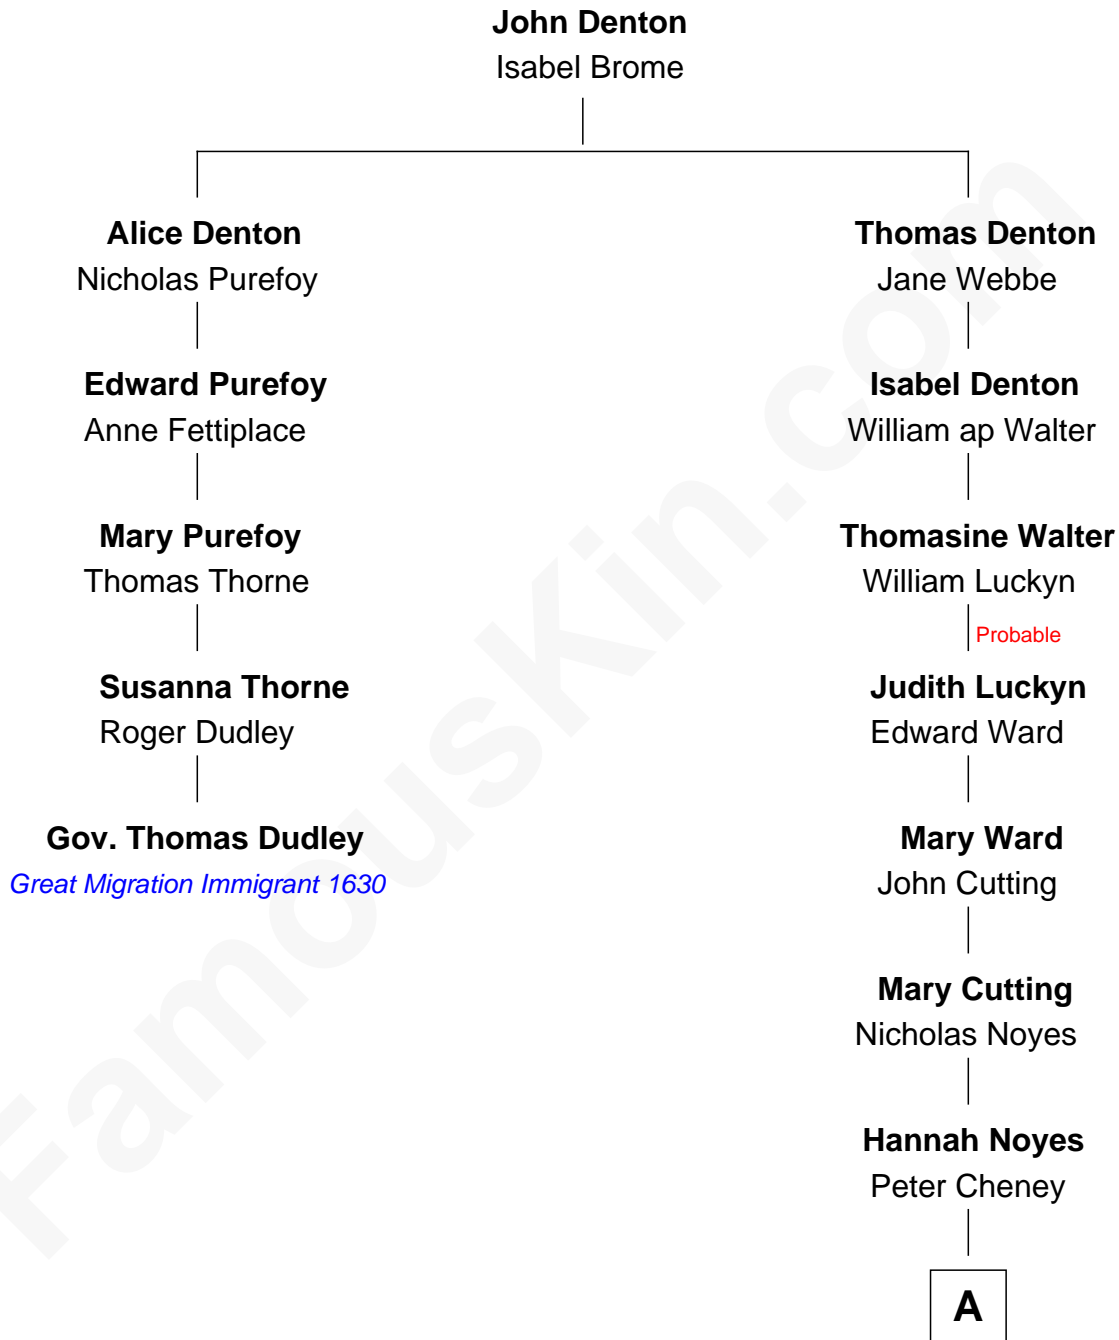 John Denton
Isabel Brome
Alice Denton
Nicholas Purefoy
Thomas Denton
Jane Webbe
Edward Purefoy
Anne Fettiplace
Isabel Denton
William ap Walter
Mary Purefoy
Thomas Thorne
Thomasine Walter
William Luckyn
Probable
Susanna Thorne
Roger Dudley
Judith Luckyn
Edward Ward
Gov. Thomas Dudley
Great Migration Immigrant 1630
Mary Ward
John Cutting
Mary Cutting
Nicholas Noyes
Hannah Noyes
Peter Cheney
A
FamousKin.com